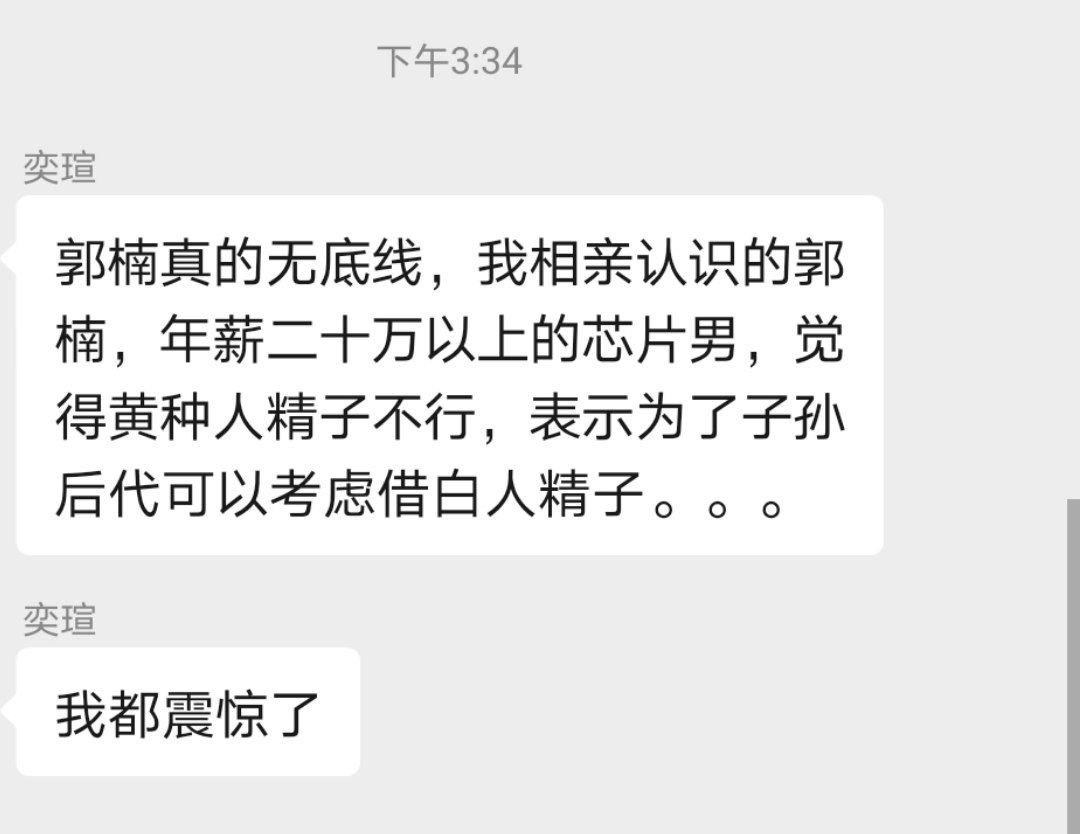 下午3:34
奕瑄
郭楠真的无底线，我相亲认识的郭
楠，年薪二十万以上的芯片男，觉
得黄种人精子不行，表示为了子孙
后代可以考虑借白人精子。。。
奕瑄
我都震惊了